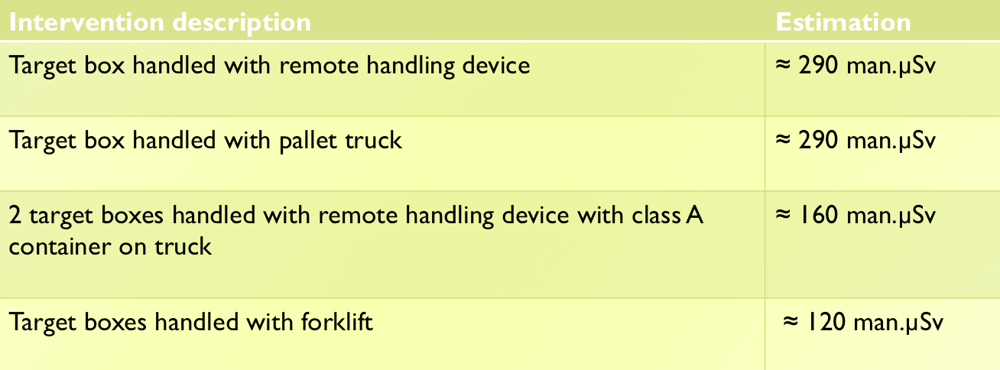 Intervention description Estimation
Target box handled with remote handling device ≈ 290 man.µSv
Target box handled with pallet truck ≈ 290 man.µSv
2 target boxes handled with remote handling device with class A ≈ 160 man.µSv
container on truck
Target boxes handled with forklift ≈ 120 man.µSv